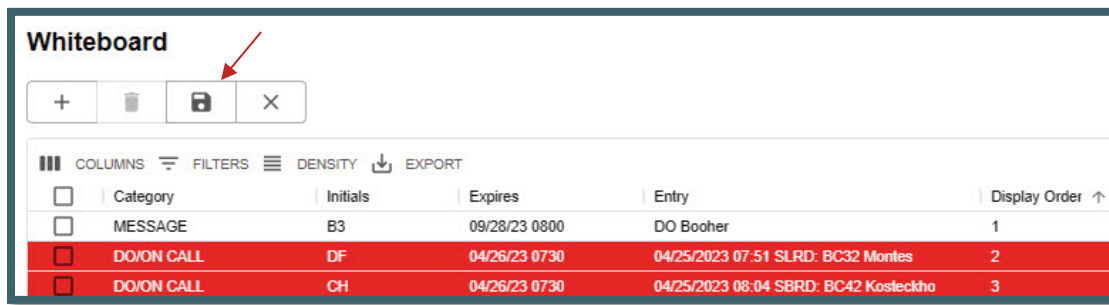 Whiteboard
COLUMNS FILTERS DENSITY EXPORT
Category Initials Expires Entry Display Order
MESSAGE B3 09/28/23 0800 DO Booher 1
DO/ON CALL DF 04/26/23 0730 04/25/2023 07:51 SLRD: BC32 Montes 2
DO/ON CALL CH 04/26/23 0730 04/25/2023 08:04 SBRD: BC42 Kosteckho 3